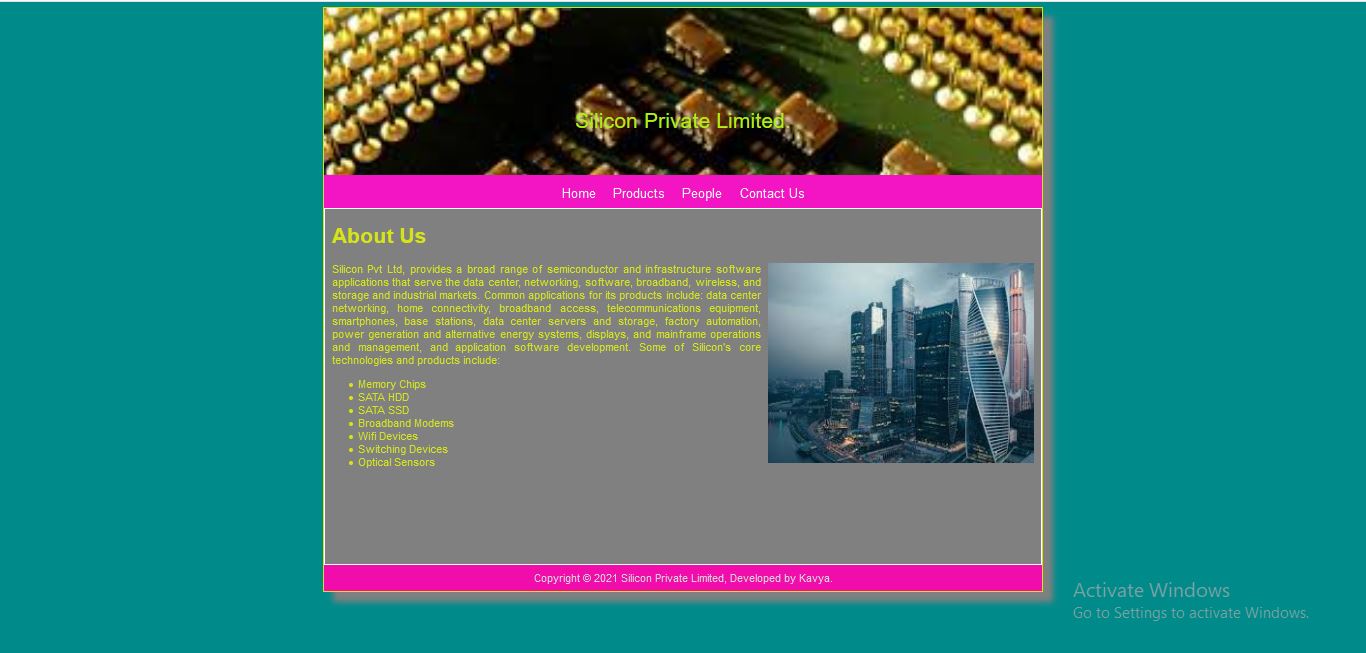 Silicon Private Limited.
Home Products People Contact Us
About Us
Silicon Pvt Ltd, provides a broad range of semiconductor and infrastructure software
applications that serve the data center, networking, software, broadband, wireless, and
storage and industrial markets. Common applications for its products include: data center
networking, home connectivity, broadband access, telecommunications equipment,
smartphones, base stations, data center servers and storage, factory automation,
power generation and alternative energy systems, displays, and mainframe operations
and management, and application software development. Some of Silicon's core
technologies and products include:
• Memory Chips
• SATA HDD
• SATA SSD
• Broadband Modems
• Wifi Devices
• Switching Devices
• Optical Sensors
Copyright © 2021 Silicon Private Limited, Developed by Kavya.
Activate Windows
Go to Settings to activate Windows.